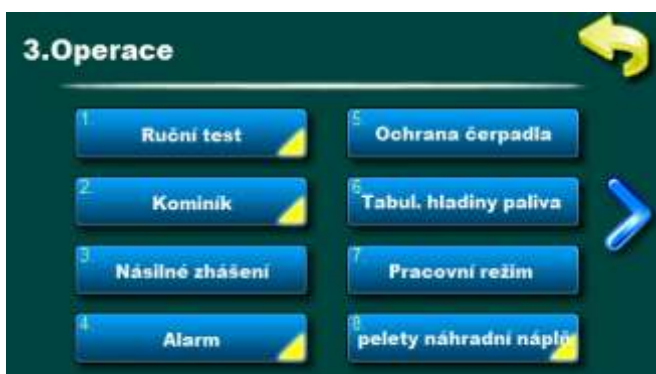 3.Operace
1. Ruční test
2. Kominík
3. Násilné zhášení
4. Alarm
5. Ochrana čerpadla
6. Tabul. hladiny paliva
7. Pracovní režim
8. pelety náhradní náplň